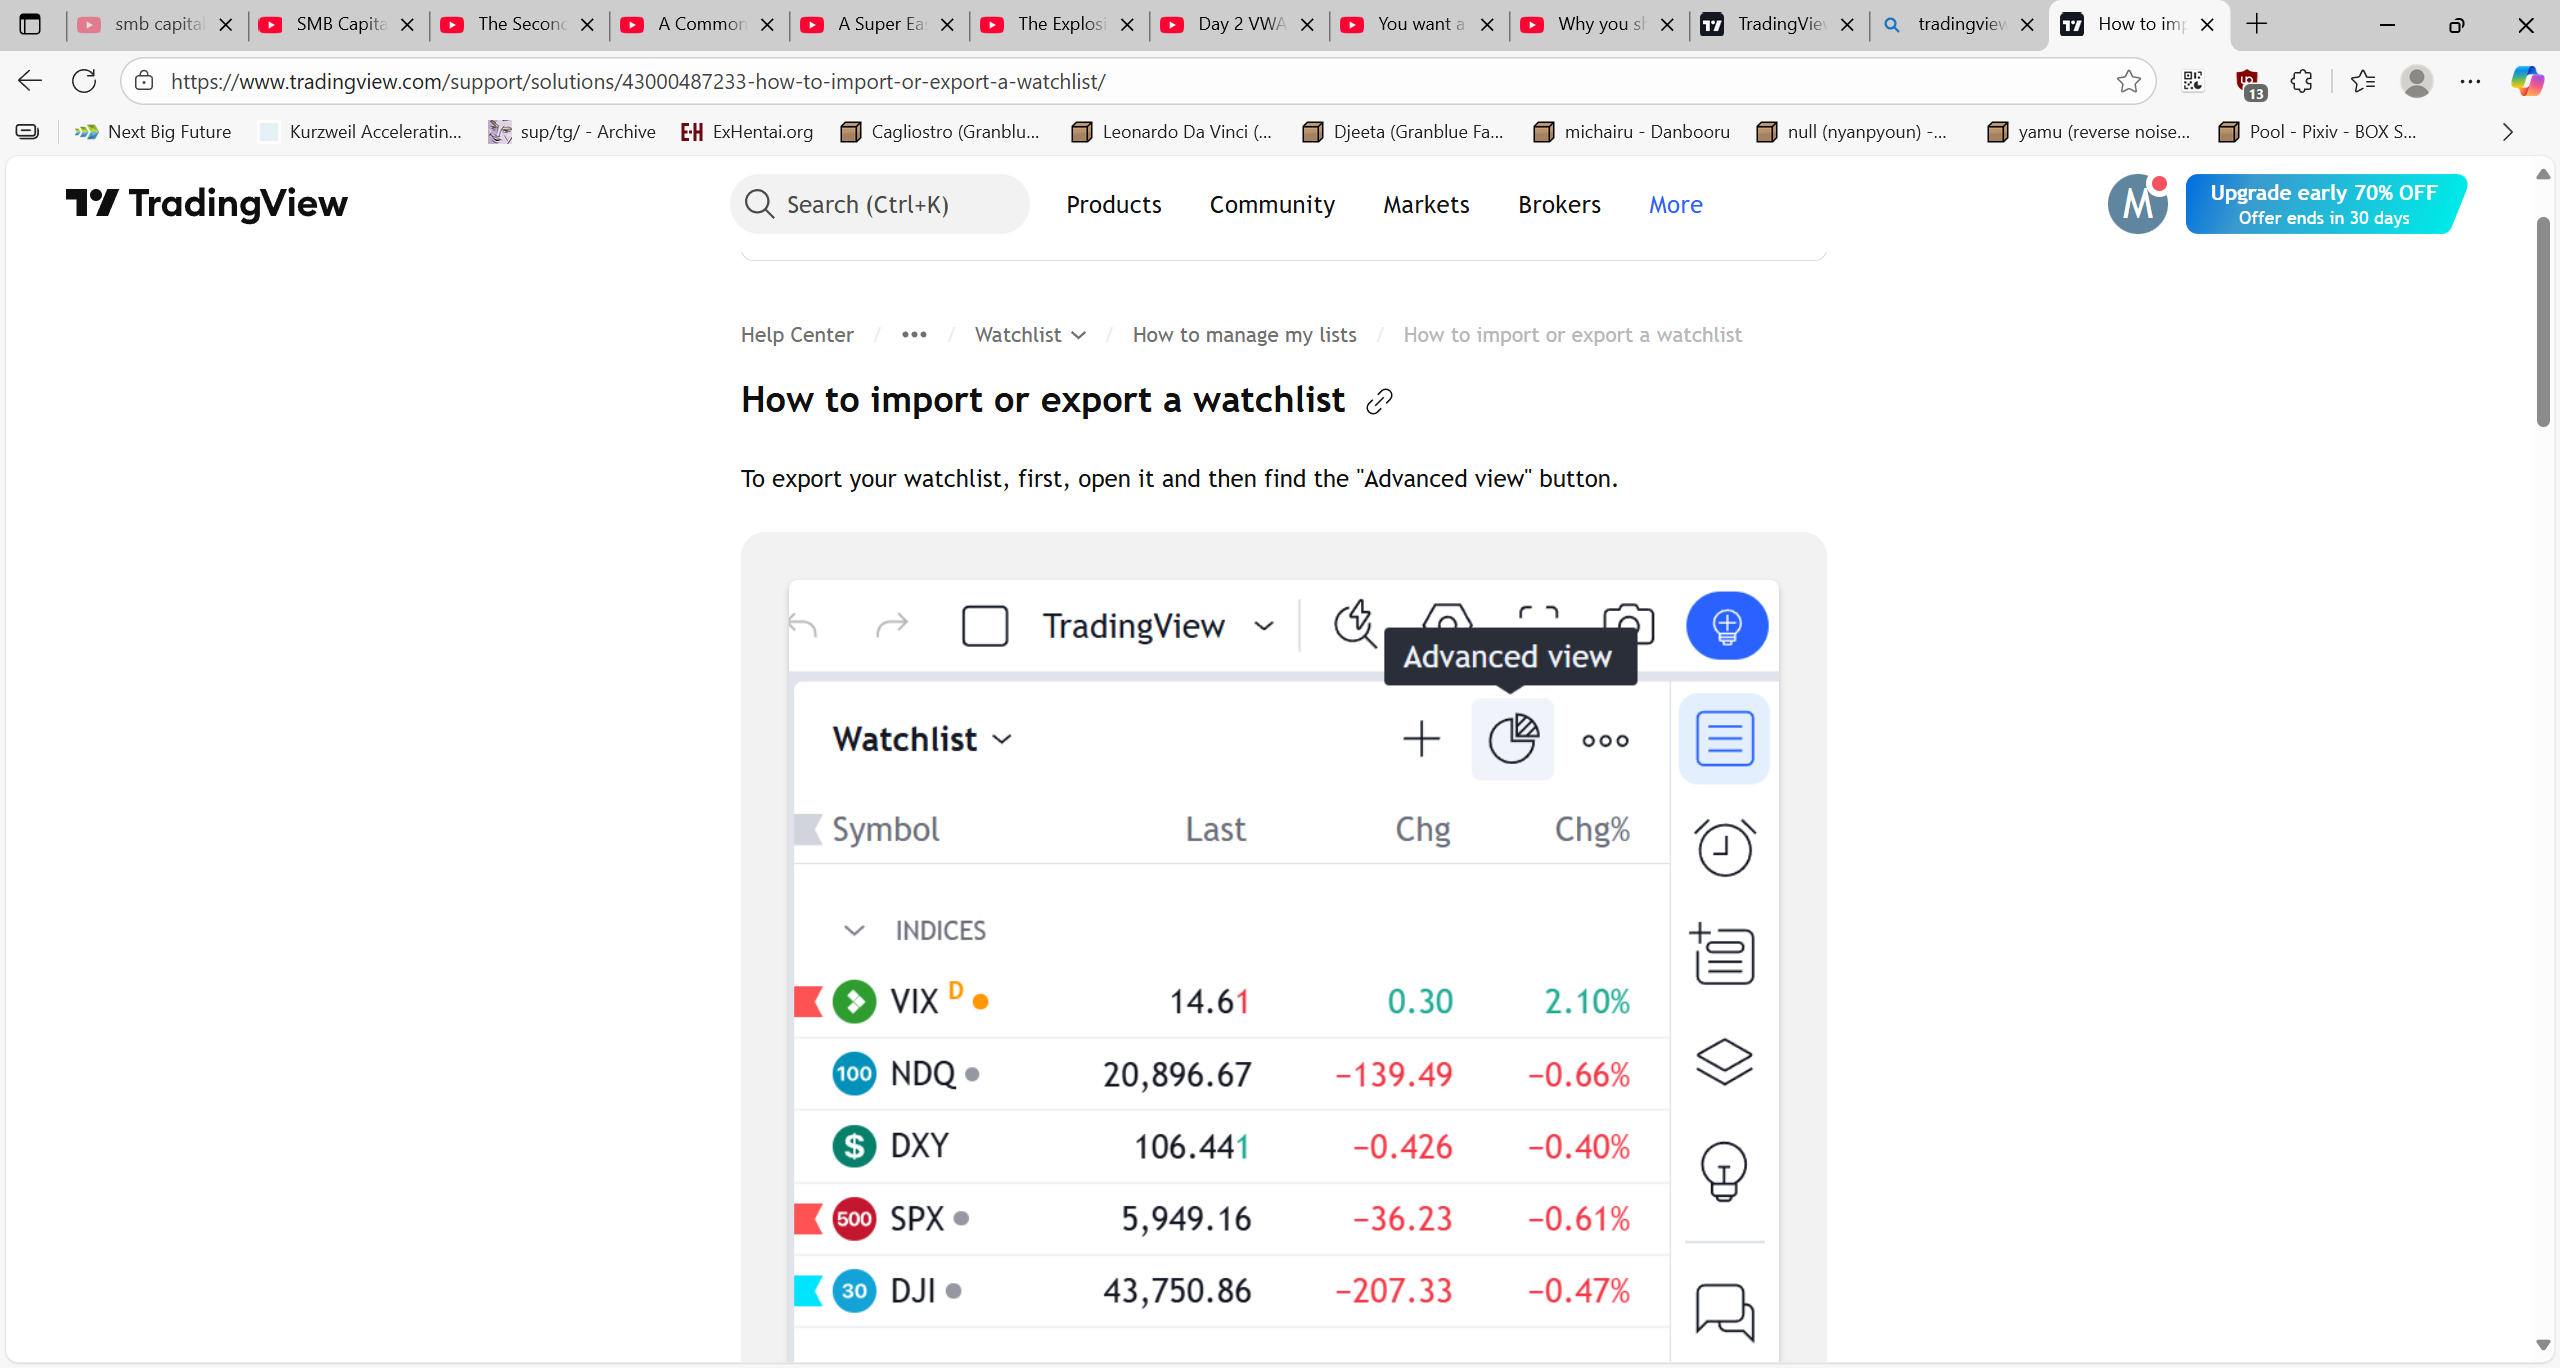 smb capital
SMB Capita
The Second
A Common
A Super Eas
The Explosi
Day 2 VWA
You want a
Why you sh
TradingView
tradingview
How to imp
https://www.tradingview.com/support/solutions/43000487233-how-to-import-or-export-a-watchlist/
13
Next Big Future
Kurzweil Acceleratin...
sup/tg/ - Archive
ExHentai.org
Cagliostro (Granblu...
Leonardo Da Vinci (...
Djeeta (Granblue Fa...
michairu - Danbooru
null (nyanpyoun) -...
yamu (reverse noise...
Pool - Pixiv - BOX S...
TradingView
Search (Ctrl+K)
Products
Community
Markets
Brokers
More
M
Upgrade early 70% OFF
Offer ends in 30 days
Help Center / ••• / Watchlist / How to manage my lists / How to import or export a watchlist
How to import or export a watchlist
To export your watchlist, first, open it and then find the "Advanced view" button.
TradingView
Advanced view
Watchlist
Symbol Last Chg Chg%
INDICES
VIX D 14.61 0.30 2.10%
100 NDQ 20,896.67 −139.49 −0.66%
$ DXY 106.441 −0.426 −0.40%
500 SPX 5,949.16 −36.23 −0.61%
30 DJI 43,750.86 −207.33 −0.47%